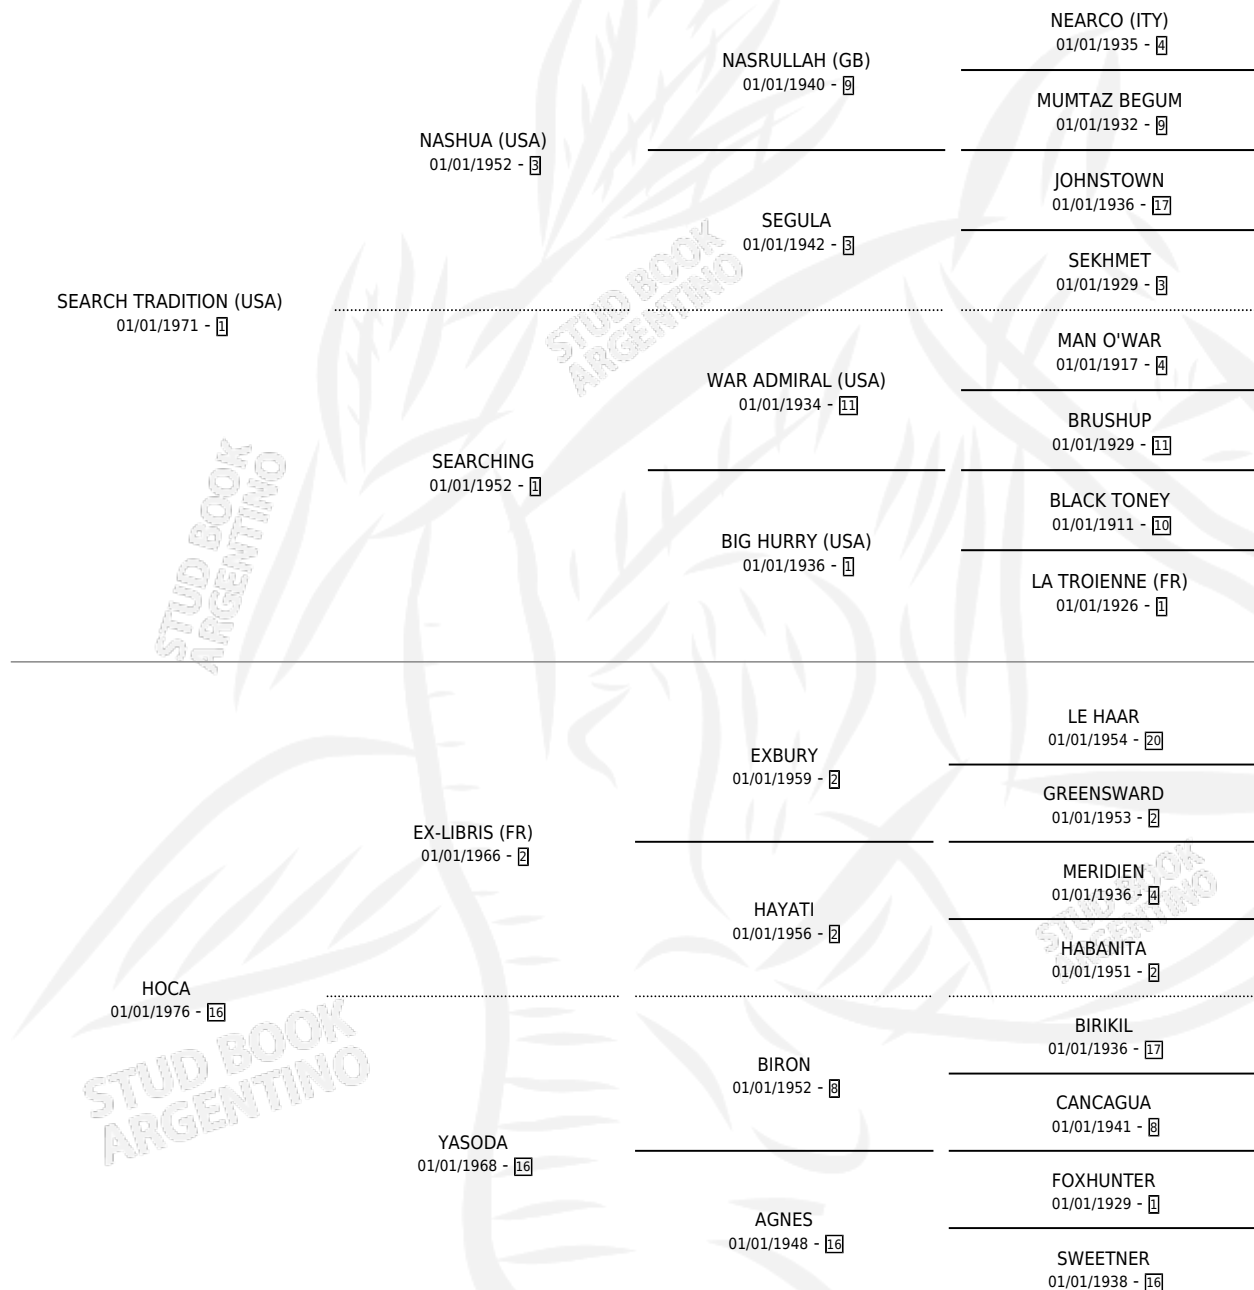 NEARCO (ITY)
01/01/1935 - 4
NASRULLAH (GB)
01/01/1940 - 9
MUMTAZ BEGUM
01/01/1932 - 9
NASHUA (USA)
01/01/1952 - 3
JOHNSTOWN
01/01/1936 - 17
SEGULA
01/01/1942 - 3
SEKHMET
01/01/1929 - 3
SEARCH TRADITION (USA)
01/01/1971 - 1
MAN O'WAR
01/01/1917 - 4
WAR ADMIRAL (USA)
01/01/1934 - 11
BRUSHUP
01/01/1929 - 11
SEARCHING
01/01/1952 - 1
BLACK TONEY
01/01/1911 - 10
BIG HURRY (USA)
01/01/1936 - 1
LA TROIENNE (FR)
01/01/1926 - 1
LE HAAR
01/01/1954 - 20
EXBURY
01/01/1959 - 2
GREENSWARD
01/01/1953 - 2
EX-LIBRIS (FR)
01/01/1966 - 2
MERIDIEN
01/01/1936 - 4
HAYATI
01/01/1956 - 2
HABANITA
01/01/1951 - 2
HOCA
01/01/1976 - 16
BIRIKIL
01/01/1936 - 17
BIRON
01/01/1952 - 8
CANCAGUA
01/01/1941 - 8
YASODA
01/01/1968 - 16
FOXHUNTER
01/01/1929 - 1
AGNES
01/01/1948 - 16
SWEETNER
01/01/1938 - 16
STUD BOOK
ARGENTINO
STUD BOOK
ARGENTINO
STUD BOOK
ARGENTINO
STUD BOOK
ARGENTINO